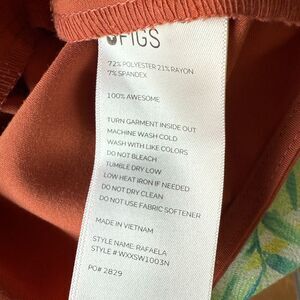 FIGS
72% POLYESTER 21% RAYON
7% SPANDEX
100% AWESOME
TURN GARMENT INSIDE OUT
MACHINE WASH COLD
WASH WITH LIKE COLORS
DO NOT BLEACH
TUMBLE DRY LOW
LOW HEAT IRON IF NEEDED
DO NOT DRY CLEAN
DO NOT USE FABRIC SOFTENER
MADE IN VIETNAM
STYLE NAME: RAFAELA
STYLE # WXXSW1003N
PO# 2829